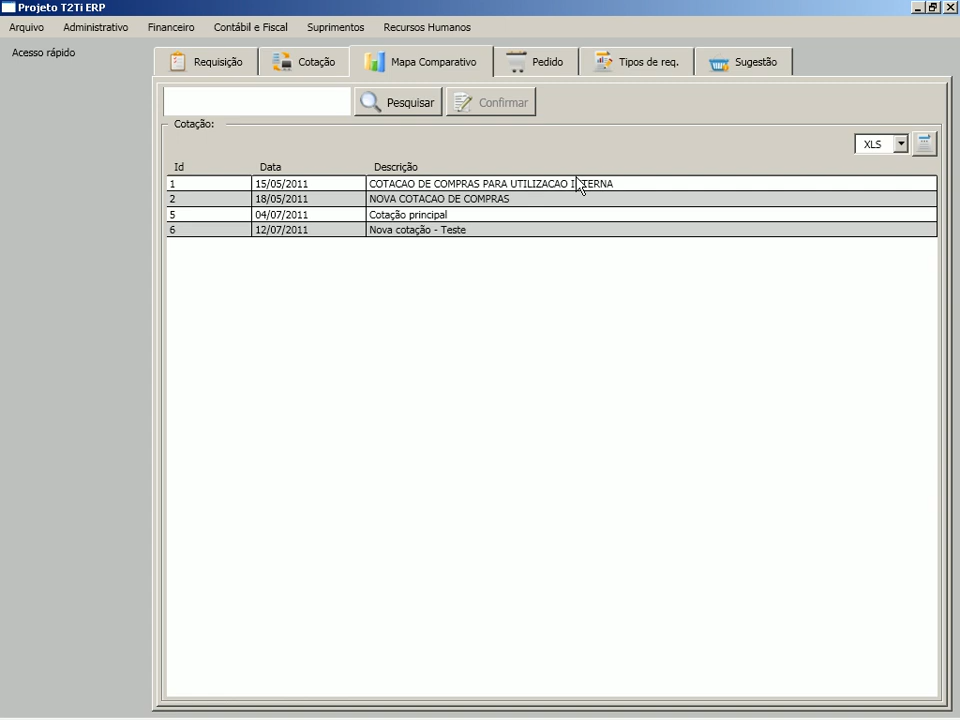 Projeto T2Ti ERP
Arquivo Administrativo Financeiro Contábil e Fiscal Suprimentos Recursos Humanos
Acesso rápido
Requisição Cotação Mapa Comparativo Pedido Tipos de req. Sugestão
Pesquisar Confirmar
Cotação:
XLS
Id Data Descrição
1 15/05/2011 COTACAO DE COMPRAS PARA UTILIZACAO INTERNA
2 18/05/2011 NOVA COTACAO DE COMPRAS
5 04/07/2011 Cotação principal
6 12/07/2011 Nova cotação - Teste